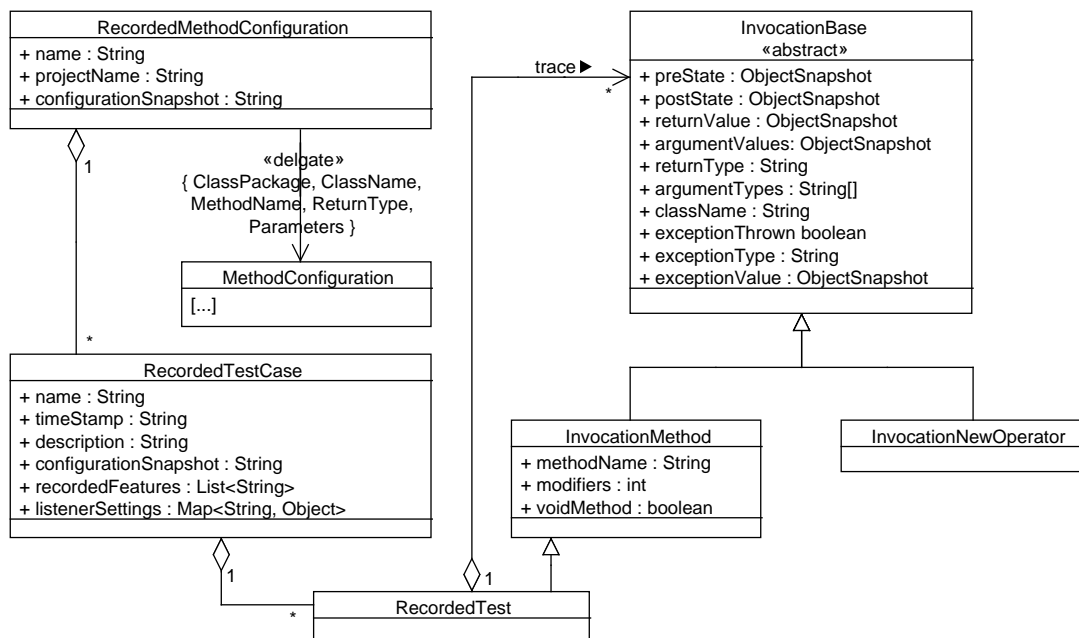 RecordedMethodConfiguration
+ name : String
+ projectName : String
+ configurationSnapshot : String
1
«delgate»
{ ClassPackage, ClassName,
MethodName, ReturnType,
Parameters }
MethodConfiguration
[...]
*
RecordedTestCase
+ name : String
+ timeStamp : String
+ description : String
+ configurationSnapshot : String
+ recordedFeatures : List<String>
+ listenerSettings : Map<String, Object>
1
*
RecordedTest
1
trace ▶
*
InvocationBase
«abstract»
+ preState : ObjectSnapshot
+ postState : ObjectSnapshot
+ returnValue : ObjectSnapshot
+ argumentValues: ObjectSnapshot
+ returnType : String
+ argumentTypes : String[]
+ className : String
+ exceptionThrown boolean
+ exceptionType : String
+ exceptionValue : ObjectSnapshot
InvocationMethod
+ methodName : String
+ modifiers : int
+ voidMethod : boolean
InvocationNewOperator